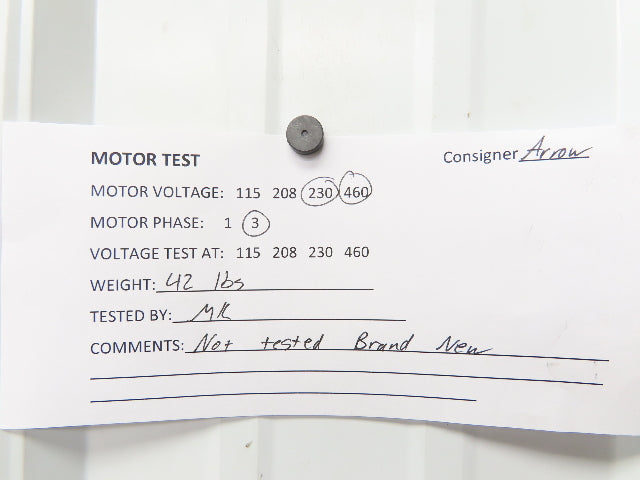 MOTOR TEST Consigner Arrow
MOTOR VOLTAGE: 115 208 230 460
MOTOR PHASE: 1 3
VOLTAGE TEST AT: 115 208 230 460
WEIGHT: 42 lbs
TESTED BY: MK
COMMENTS: Not tested Brand New